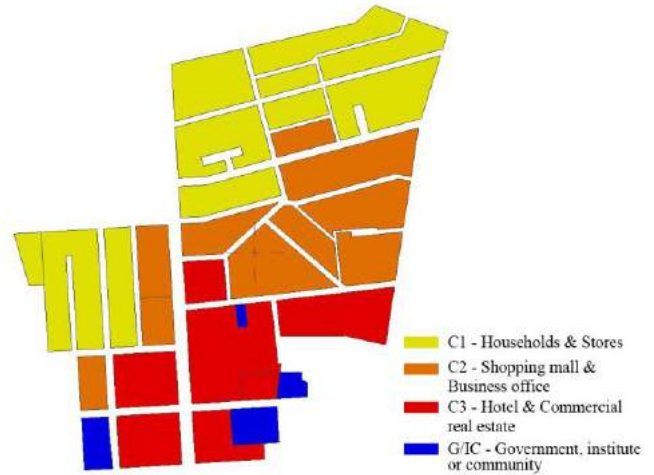 C1 - Households & Stores
C2 - Shopping mall &
Business office
C3 - Hotel & Commercial
real estate
G/IC - Government, institute
or community